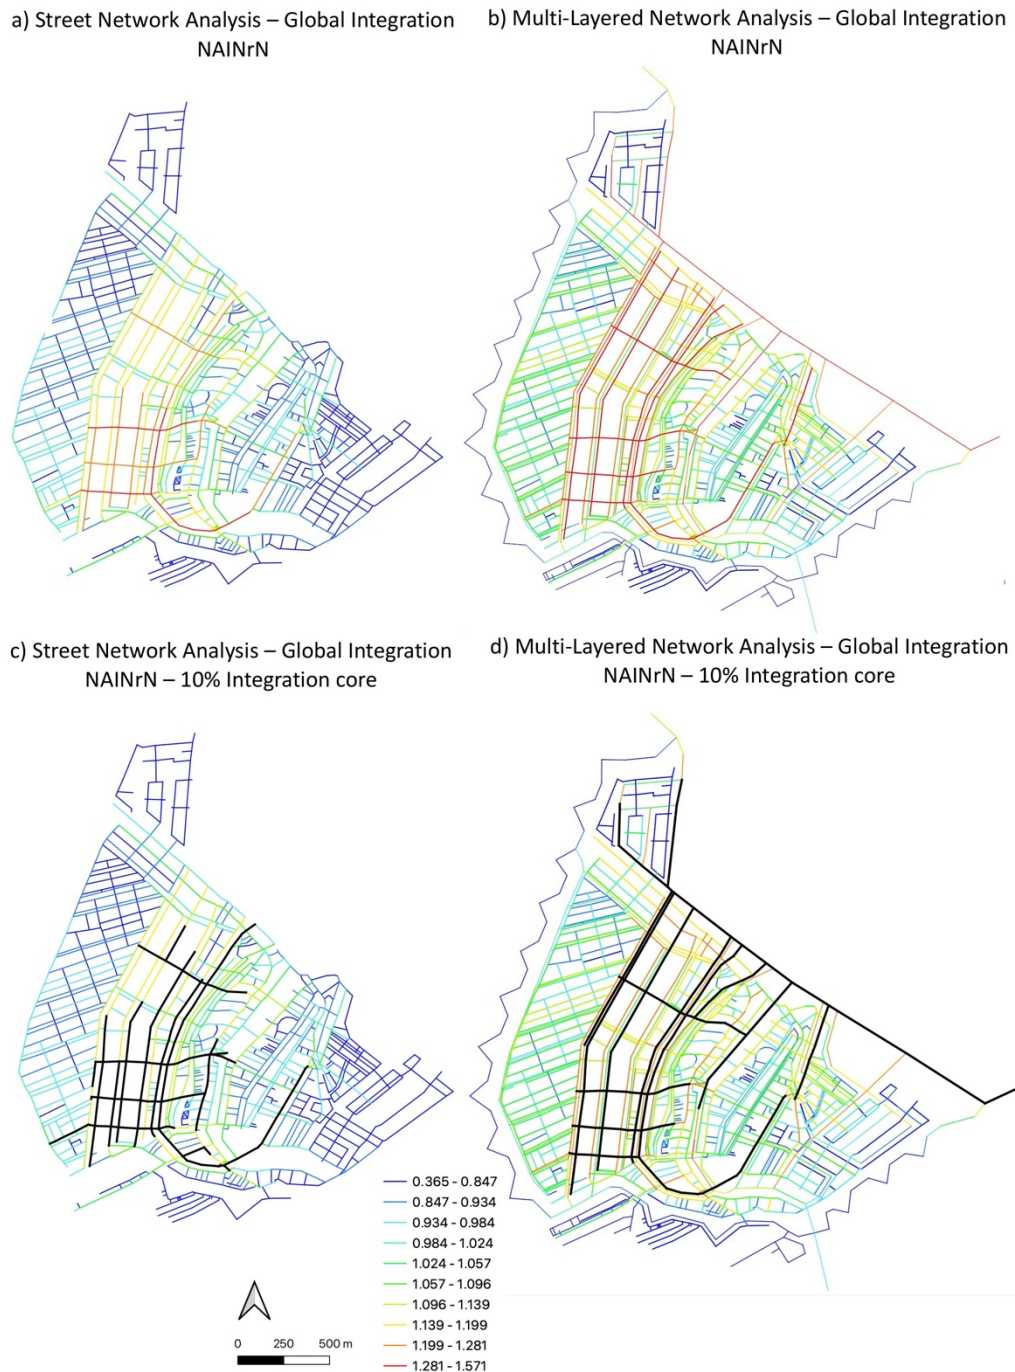 a) Street Network Analysis – Global Integration
NAINrN
b) Multi-Layered Network Analysis – Global Integration
NAINrN
c) Street Network Analysis – Global Integration
NAINrN – 10% Integration core
d) Multi-Layered Network Analysis – Global Integration
NAINrN – 10% Integration core
0.365 - 0.847
0.847 - 0.934
0.934 - 0.984
0.984 - 1.024
1.024 - 1.057
1.057 - 1.096
1.096 - 1.139
1.139 - 1.199
1.199 - 1.281
1.281 - 1.571
0 250 500 m